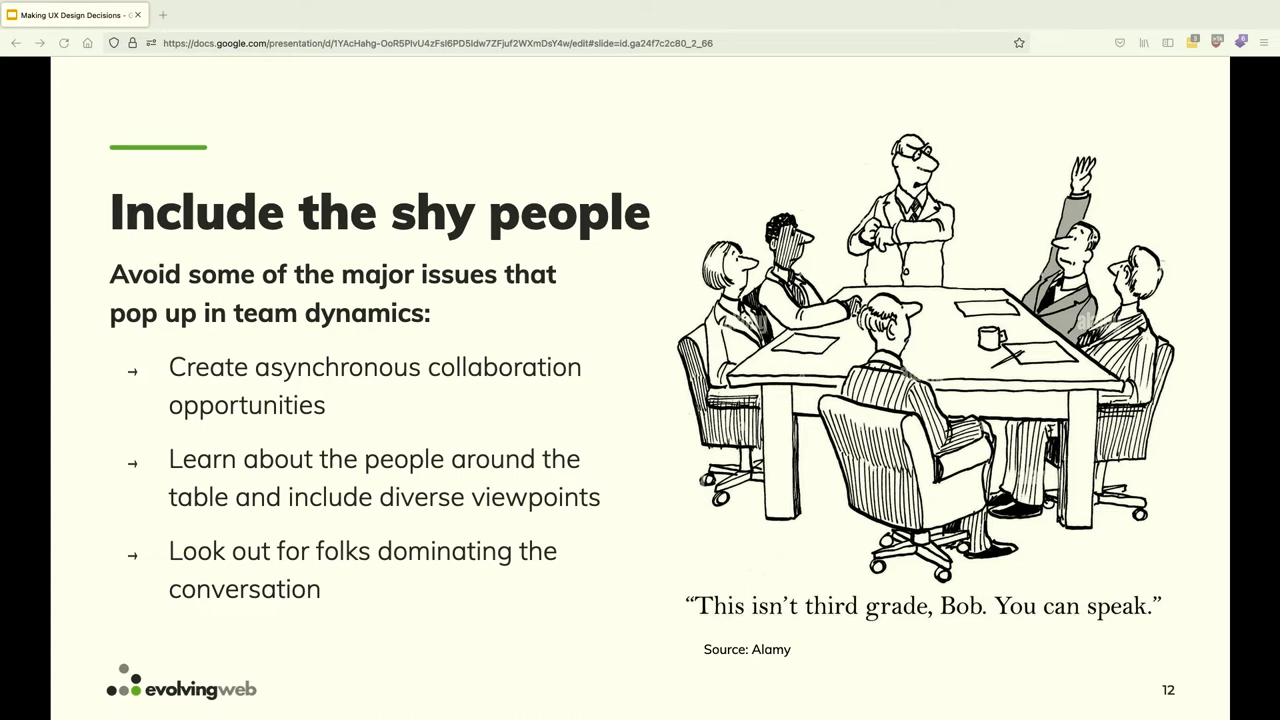 Making UX Design Decisions - 
https://docs.google.com/presentation/d/1YAcHahg-OoR5PIvU4zFsI6PD5Idw7ZFjuf2WXmDsY4w/edit#slide=id.ga24f7c2c80_2_66
Include the shy people
Avoid some of the major issues that
pop up in team dynamics:
→ Create asynchronous collaboration
opportunities
→ Learn about the people around the
table and include diverse viewpoints
→ Look out for folks dominating the
conversation
“This isn’t third grade, Bob. You can speak.”
Source: Alamy
evolvingweb
12